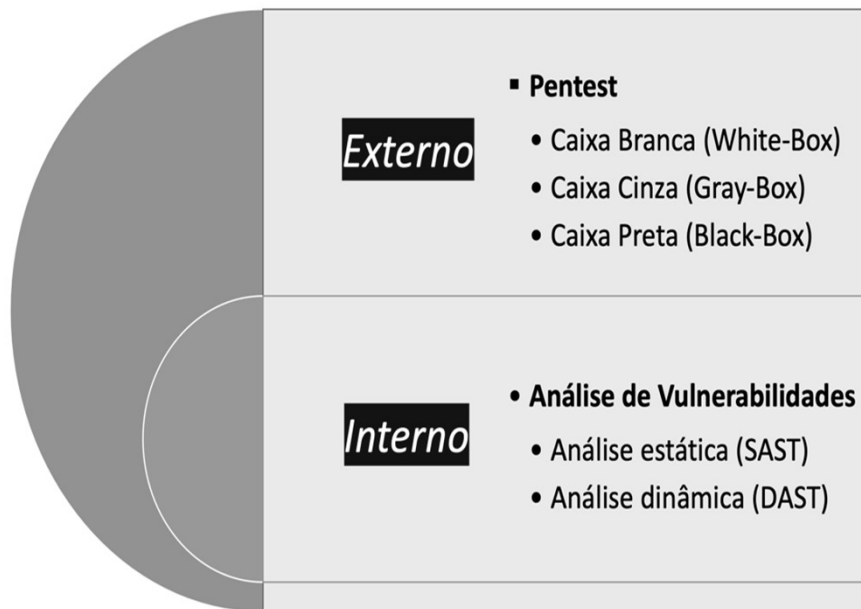 Externo
▪ Pentest
• Caixa Branca (White-Box)
• Caixa Cinza (Gray-Box)
• Caixa Preta (Black-Box)
Interno
• Análise de Vulnerabilidades
• Análise estática (SAST)
• Análise dinâmica (DAST)